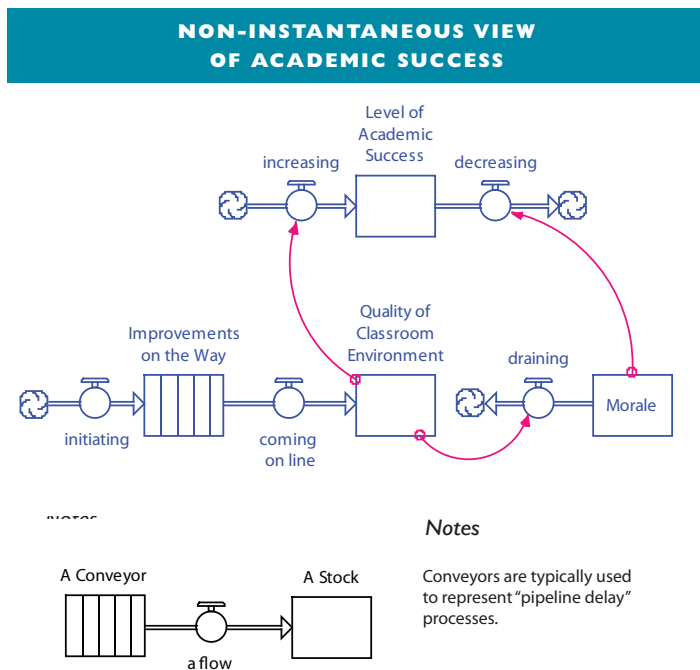 NON-INSTANTANEOUS VIEW
OF ACADEMIC SUCCESS
Level of
Academic
Success
increasing
decreasing
Quality of
Classroom
Environment
Improvements
on the Way
draining
Morale
initiating
coming
on line
Notes
A Conveyor
A Stock
a flow
Conveyors are typically used
to represent "pipeline delay"
processes.